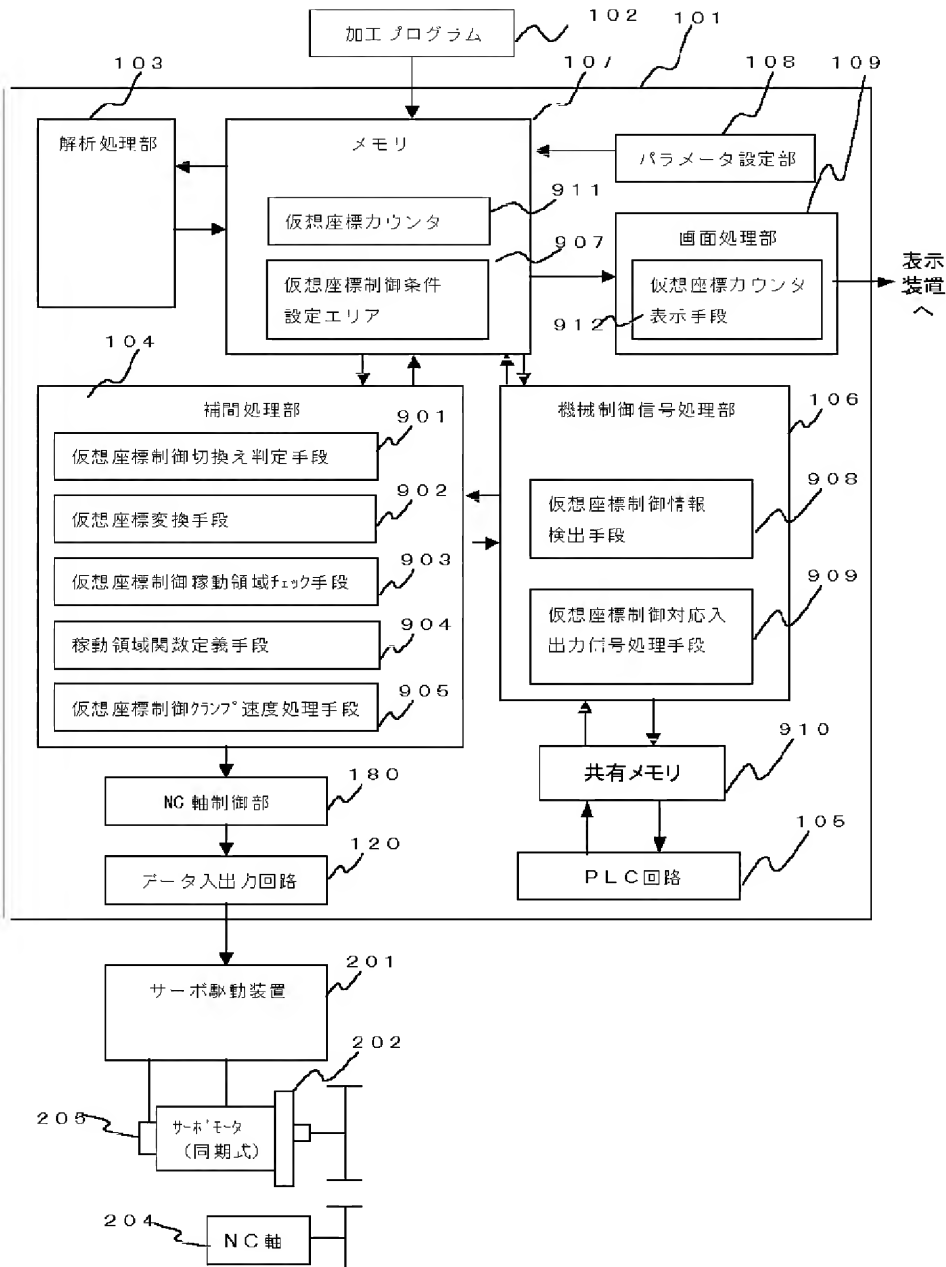 加工プログラム
102
101
103
107
108
109
解析処理部
メモリ
パラメータ設定部
911
仮想座標カウンタ
907
仮想座標制御条件
設定エリア
画面処理部
仮想座標カウンタ
表示手段
912
表示
装置
へ
104
補間処理部
901
仮想座標制御切換え判定手段
902
仮想座標変換手段
903
仮想座標制御稼動領域ﾁｪｯｸ手段
904
稼動領域関数定義手段
905
仮想座標制御ｸﾗﾝﾌﾟ速度処理手段
機械制御信号処理部
106
仮想座標制御情報
検出手段
908
909
仮想座標制御対応入
出力信号処理手段
910
共有メモリ
105
PLC回路
180
NC軸制御部
120
データ入出力回路
201
サーボ駆動装置
202
205
ｻｰﾎﾞﾓｰﾀ
(同期式)
204
NC軸